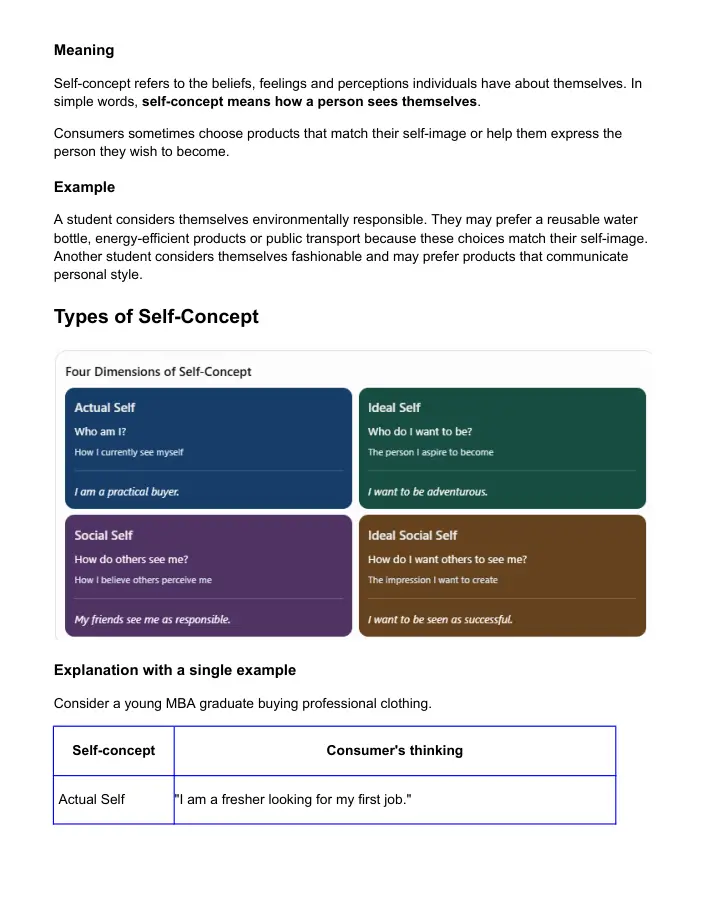 Meaning
Self-concept refers to the beliefs, feelings and perceptions individuals have about themselves. In
simple words, self-concept means how a person sees themselves.
Consumers sometimes choose products that match their self-image or help them express the
person they wish to become.
Example
A student considers themselves environmentally responsible. They may prefer a reusable water
bottle, energy-efficient products or public transport because these choices match their self-image.
Another student considers themselves fashionable and may prefer products that communicate
personal style.
Types of Self-Concept
Four Dimensions of Self-Concept
Actual Self
Who am I?
How I currently see myself
I am a practical buyer.
Ideal Self
Who do I want to be?
The person I aspire to become
I want to be adventurous.
Social Self
How do others see me?
How I believe others perceive me
My friends see me as responsible.
Ideal Social Self
How do I want others to see me?
The impression I want to create
I want to be seen as successful.
Explanation with a single example
Consider a young MBA graduate buying professional clothing.
Self-concept Consumer's thinking
Actual Self "I am a fresher looking for my first job."